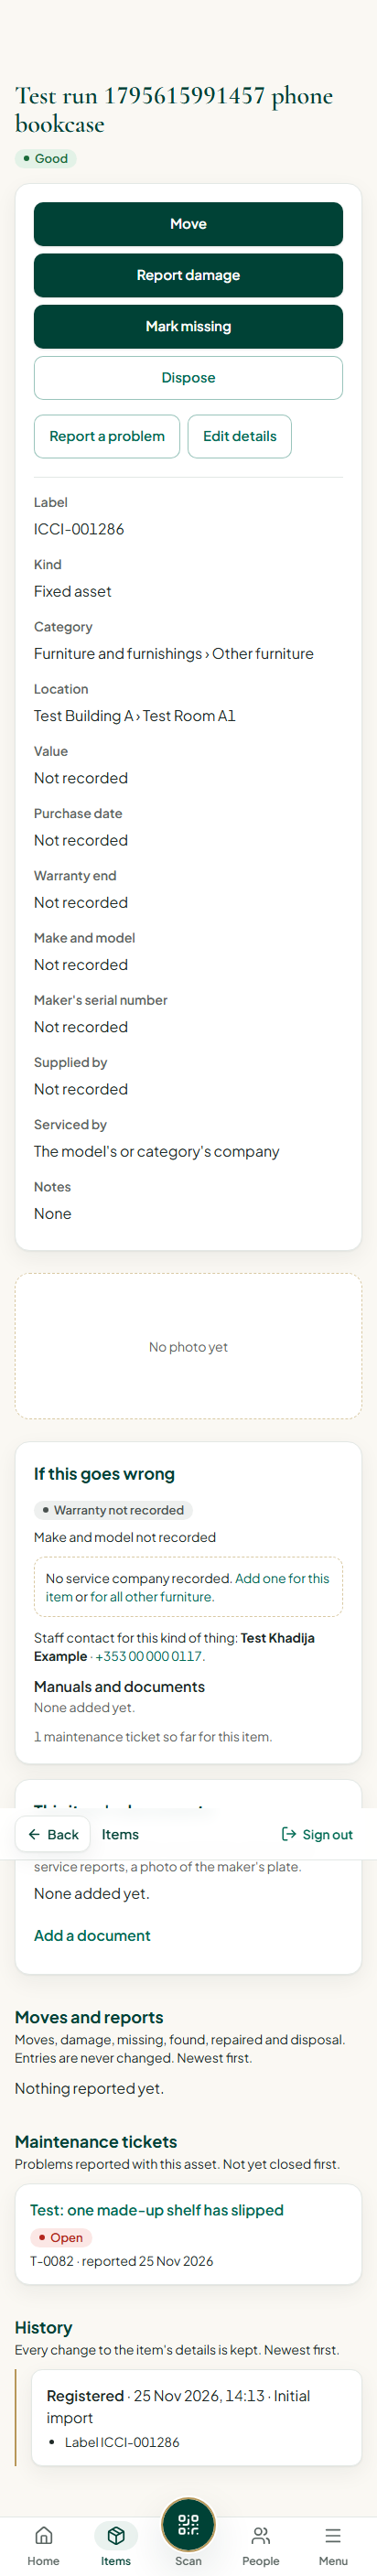 Test run 1795615991457 phone
bookcase
Good
Move
Report damage
Mark missing
Dispose
Report a problem
Edit details
Label
ICCI-001286
Kind
Fixed asset
Category
Furniture and furnishings › Other furniture
Location
Test Building A › Test Room A1
Value
Not recorded
Purchase date
Not recorded
Warranty end
Not recorded
Make and model
Not recorded
Maker's serial number
Not recorded
Supplied by
Not recorded
Serviced by
The model's or category's company
Notes
None
No photo yet
If this goes wrong
Warranty not recorded
Make and model not recorded
No service company recorded. Add one for this
item or for all other furniture.
Staff contact for this kind of thing: Test Khadija
Example · +353 00 000 0117.
Manuals and documents
None added yet.
1 maintenance ticket so far for this item.
Back
Items
Sign out
service reports, a photo of the maker's plate.
None added yet.
Add a document
Moves and reports
Moves, damage, missing, found, repaired and disposal.
Entries are never changed. Newest first.
Nothing reported yet.
Maintenance tickets
Problems reported with this asset. Not yet closed first.
Test: one made-up shelf has slipped
Open
T-0082 · reported 25 Nov 2026
History
Every change to the item's details is kept. Newest first.
Registered · 25 Nov 2026, 14:13 · Initial
import
Label ICCI-001286
Home
Items
Scan
People
Menu